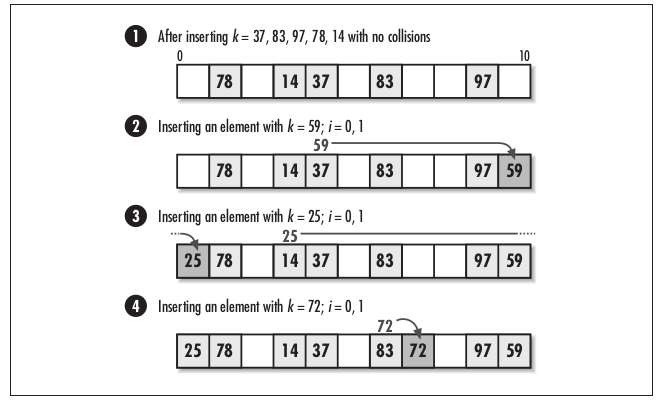 1 After inserting k = 37, 83, 97, 78, 14 with no collisions
0 10
78 14 37 83 97
2 Inserting an element with k = 59; i = 0, 1
59
78 14 37 83 97 59
3 Inserting an element with k = 25; i = 0, 1
25
25 78 14 37 83 97 59
4 Inserting an element with k = 72; i = 0, 1
72
25 78 14 37 83 72 97 59